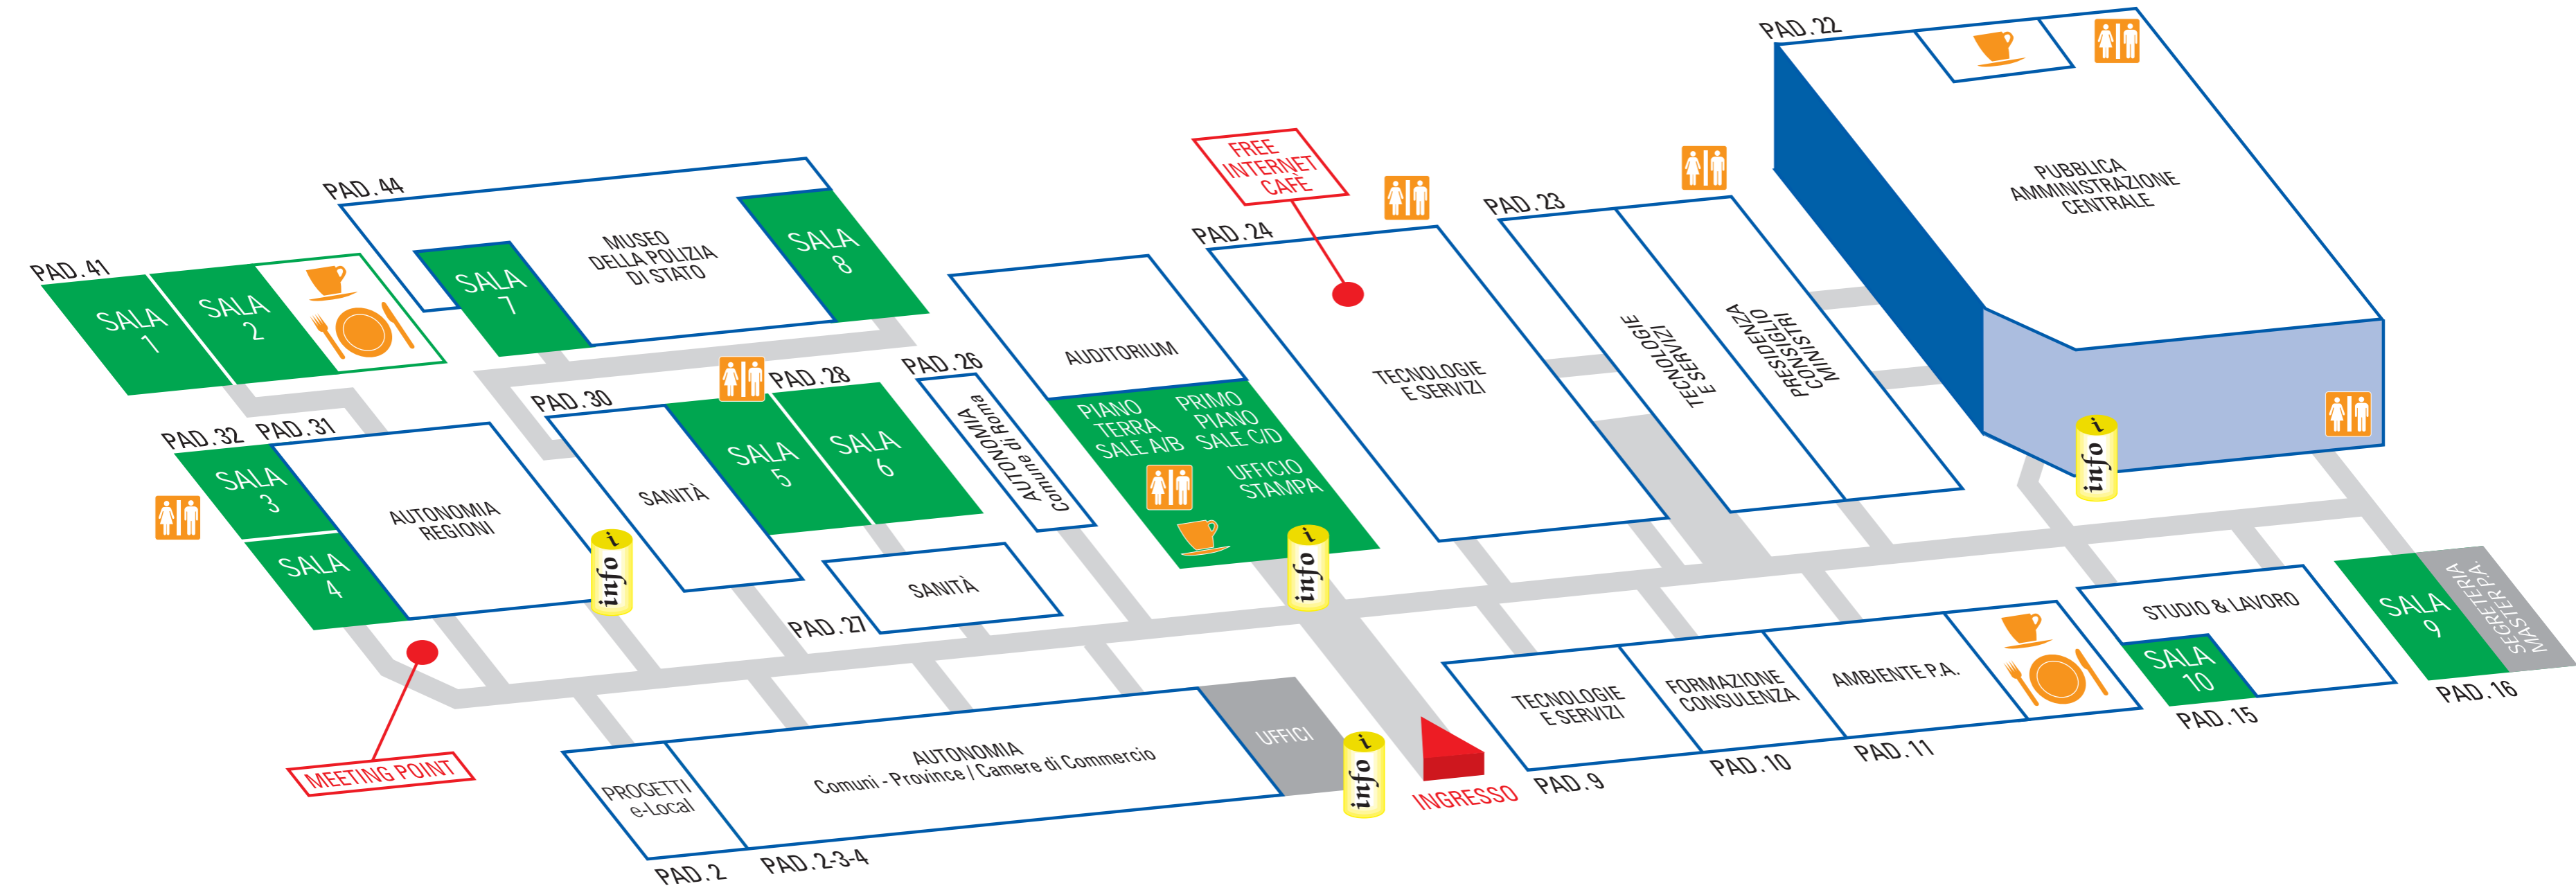 PAD.22
PUBBLICA
AMMINISTRAZIONE
CENTRALE
FREE
INTERNET
CAFÈ
PAD.44
MUSEO
DELLA POLIZIA
DI STATO
SALA
7
SALA
8
PAD.41
SALA
1
SALA
2
PAD.24
TECNOLOGIE
E SERVIZI
PAD.23
TECNOLOGIE
E SERVIZI
PRESIDENZA
CONSIGLIO
MINISTRI
AUDITORIUM
PIANO
TERRA
SALE A/B
PRIMO
PIANO
SALE C/D
UFFICIO
STAMPA
PAD.26
AUTONOMIA
Comune di Roma
PAD.28
SALA
5
SALA
6
PAD.30
SANITÀ
PAD.32
PAD.31
SALA
3
SALA
4
AUTONOMIA
REGIONI
info i
SANITÀ
PAD.27
info i
info i
MEETING POINT
PROGETTI
e-Local
PAD.2
AUTONOMIA
Comuni - Province / Camere di Commercio
PAD.2-3-4
UFFICI
info i
INGRESSO
TECNOLOGIE
E SERVIZI
PAD.9
FORMAZIONE
CONSULENZA
PAD.10
AMBIENTE P.A.
PAD.11
STUDIO & LAVORO
SALA
10
PAD.15
SALA
9
SEGRETERIA
MASTER P.A.
PAD.16